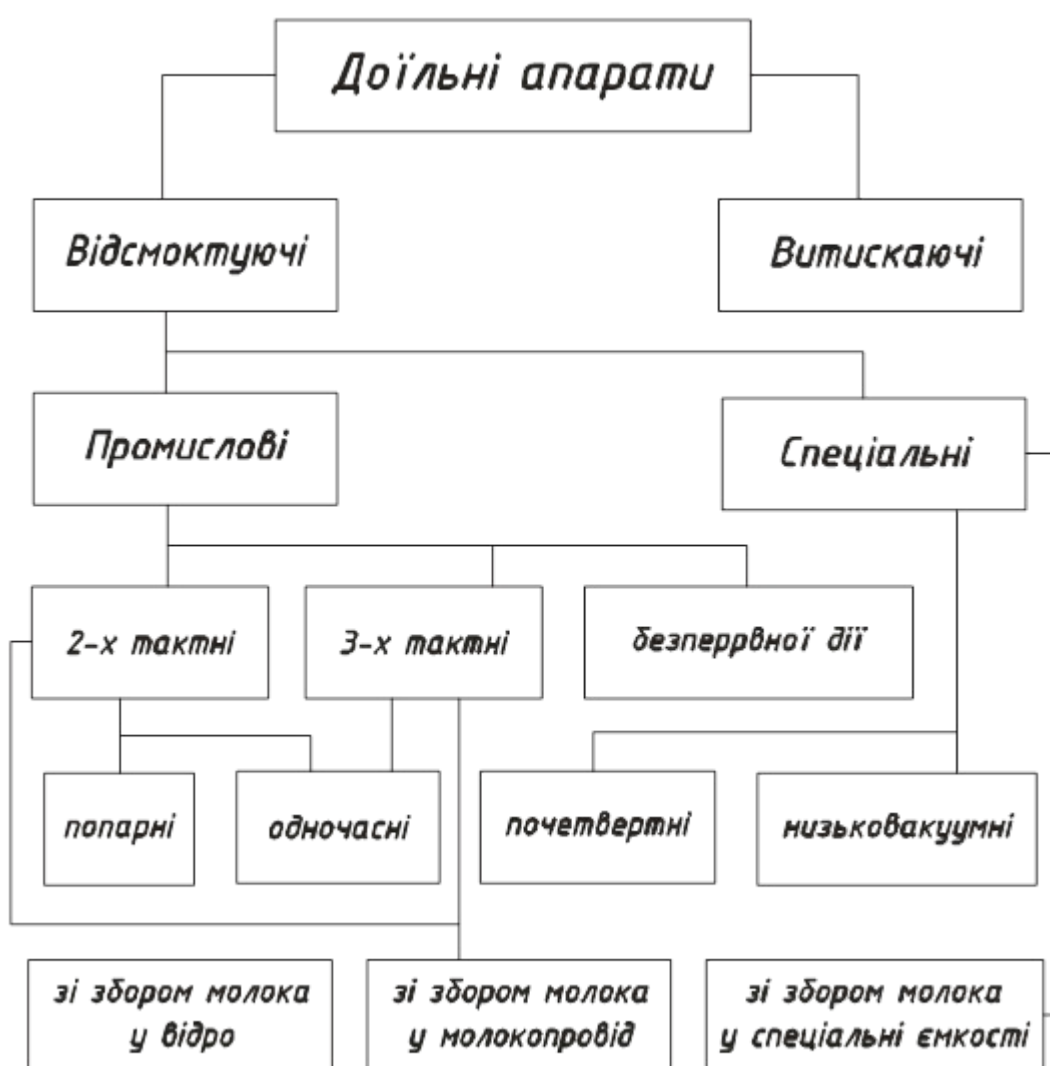 Доїльні апарати
Відсмоктуючі
Витискаючі
Промислові
Спеціальні
2-х тактні
3-х тактні
безперрвної дії
попарні
одночасні
почетвертні
низьковакуумні
зі збором молока
у відро
зі збором молока
у молокопровід
зі збором молока
у спеціальні ємкості